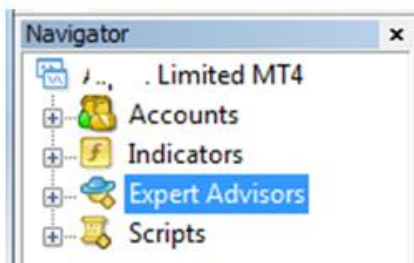 Navigator
Limited MT4
Accounts
Indicators
Expert Advisors
Scripts